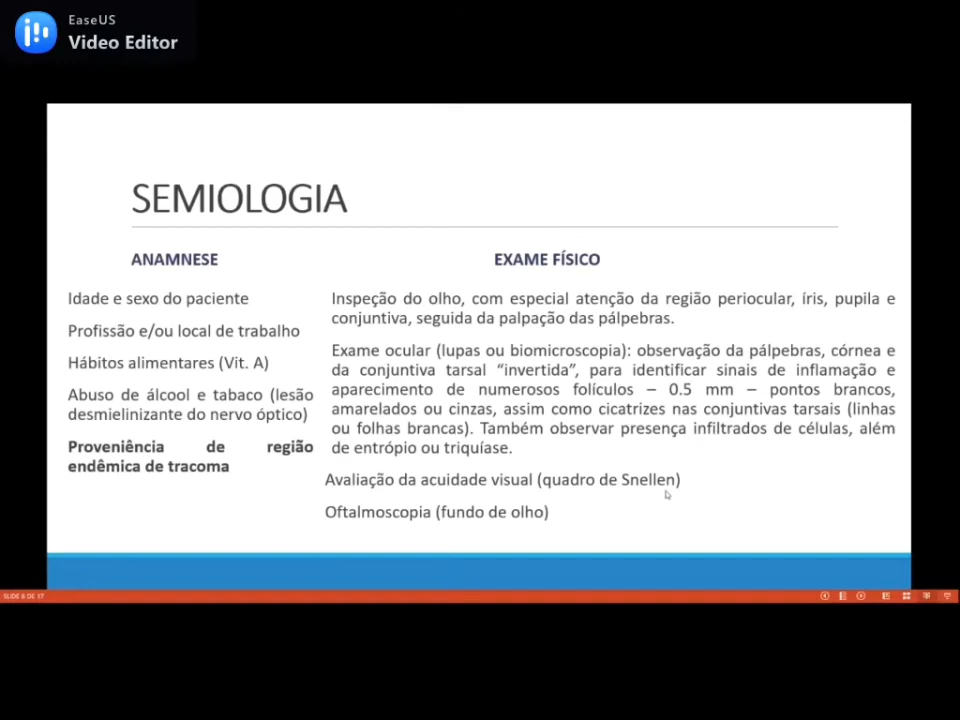 EaseUS
Video Editor
SEMIOLOGIA
ANAMNESE
Idade e sexo do paciente
Profissão e/ou local de trabalho
Hábitos alimentares (Vit. A)
Abuso de álcool e tabaco (lesão
desmielinizante do nervo óptico)
Proveniência de região
endêmica de tracoma
EXAME FÍSICO
Inspeção do olho, com especial atenção da região periocular, íris, pupila e
conjuntiva, seguida da palpação das pálpebras.
Exame ocular (lupas ou biomicroscopia): observação da pálpebras, córnea e
da conjuntiva tarsal “invertida”, para identificar sinais de inflamação e
aparecimento de numerosos folículos – 0.5 mm – pontos brancos,
amarelados ou cinzas, assim como cicatrizes nas conjuntivas tarsais (linhas
ou folhas brancas). Também observar presença infiltrados de células, além
de entrópio ou triquíase.
Avaliação da acuidade visual (quadro de Snellen)
Oftalmoscopia (fundo de olho)
SLIDE 8 DE 37